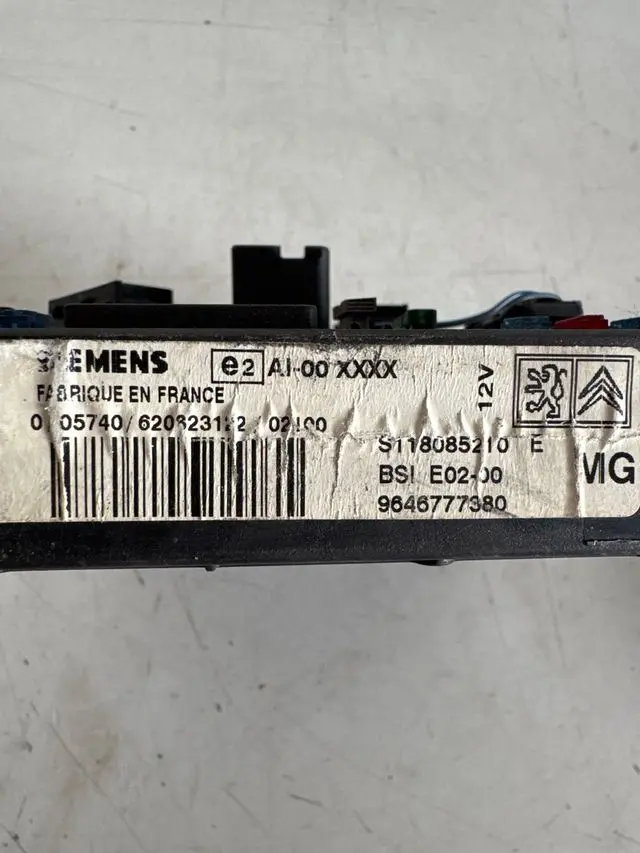 SIEMENS e2 AI-00 XXXX
FABRIQUE EN FRANCE
12V
S118085210 E
BSI E02-00
9646777380
MG